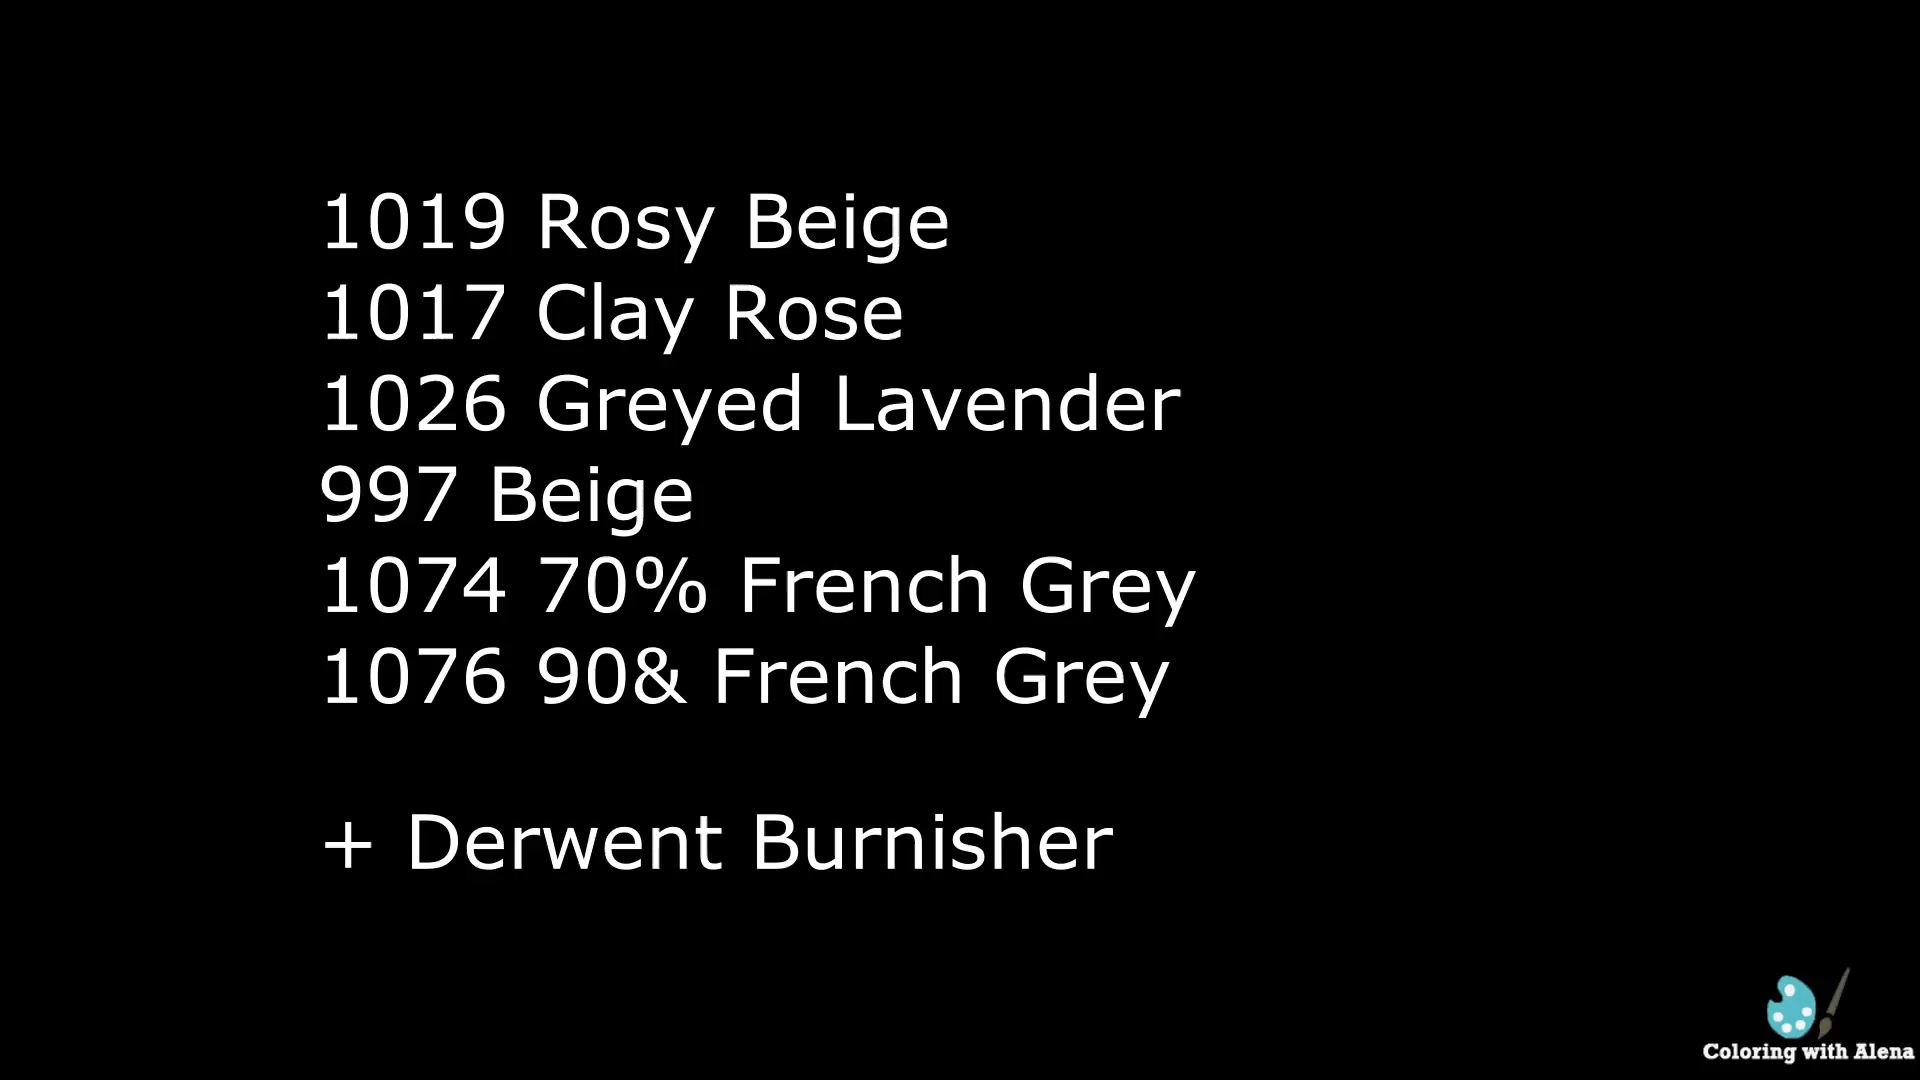 1019 Rosy Beige
1017 Clay Rose
1026 Greyed Lavender
997 Beige
1074 70% French Grey
1076 90& French Grey
+ Derwent Burnisher
Coloring with Alena